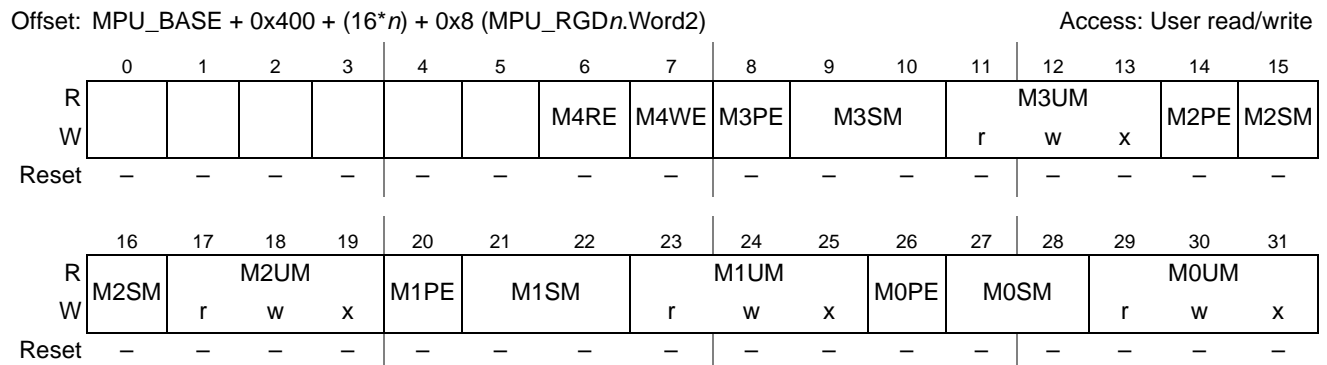 Offset: MPU_BASE + 0x400 + (16*n) + 0x8 (MPU_RGDn.Word2) Access: User read/write
0 1 2 3 4 5 6 7 8 9 10 11 12 13 14 15
R M4RE M4WE M3PE M3SM M3UM M2PE M2SM
W r w x
Reset – – – – – – – – – – – – – – – –
16 17 18 19 20 21 22 23 24 25 26 27 28 29 30 31
R M2SM M2UM M1PE M1SM M1UM M0PE M0SM M0UM
W r w x r w x r w x
Reset – – – – – – – – – – – – – – – –